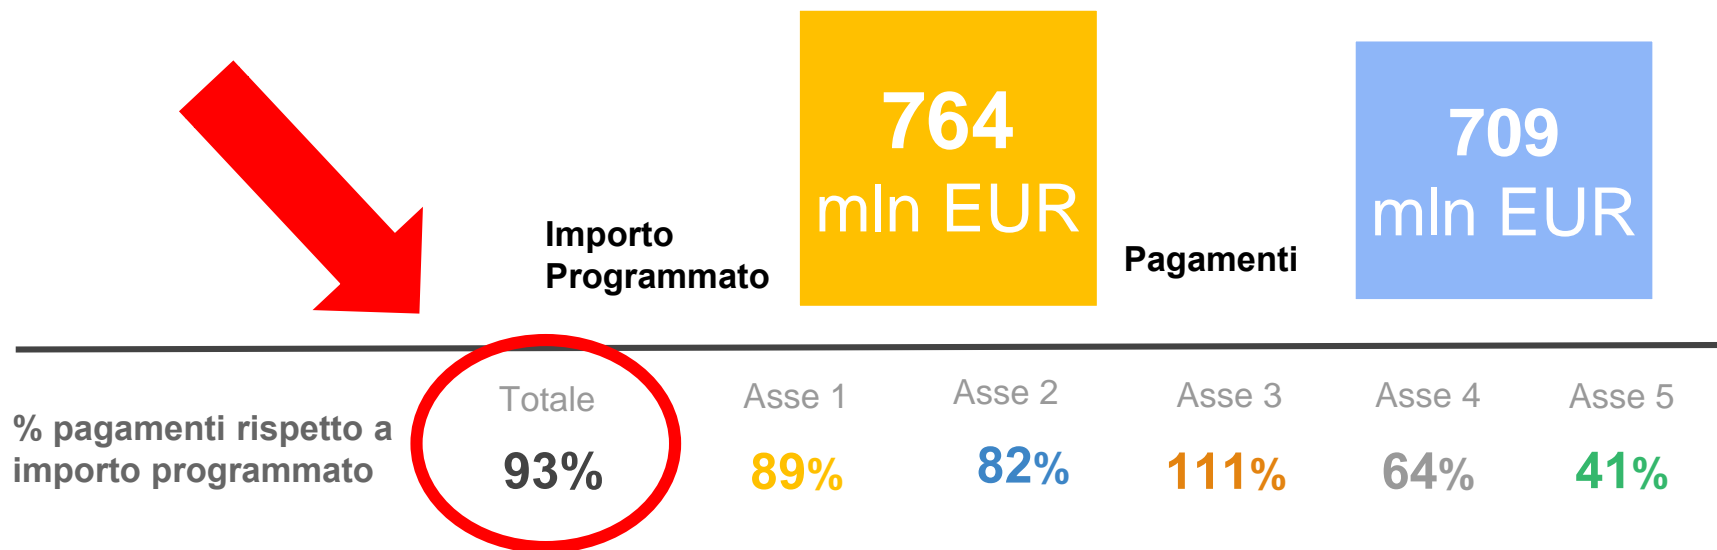 764
mln EUR
709
mln EUR
Importo
Programmato
Pagamenti
% pagamenti rispetto a
importo programmato
Totale
93%
Asse 1
89%
Asse 2
82%
Asse 3
111%
Asse 4
64%
Asse 5
41%